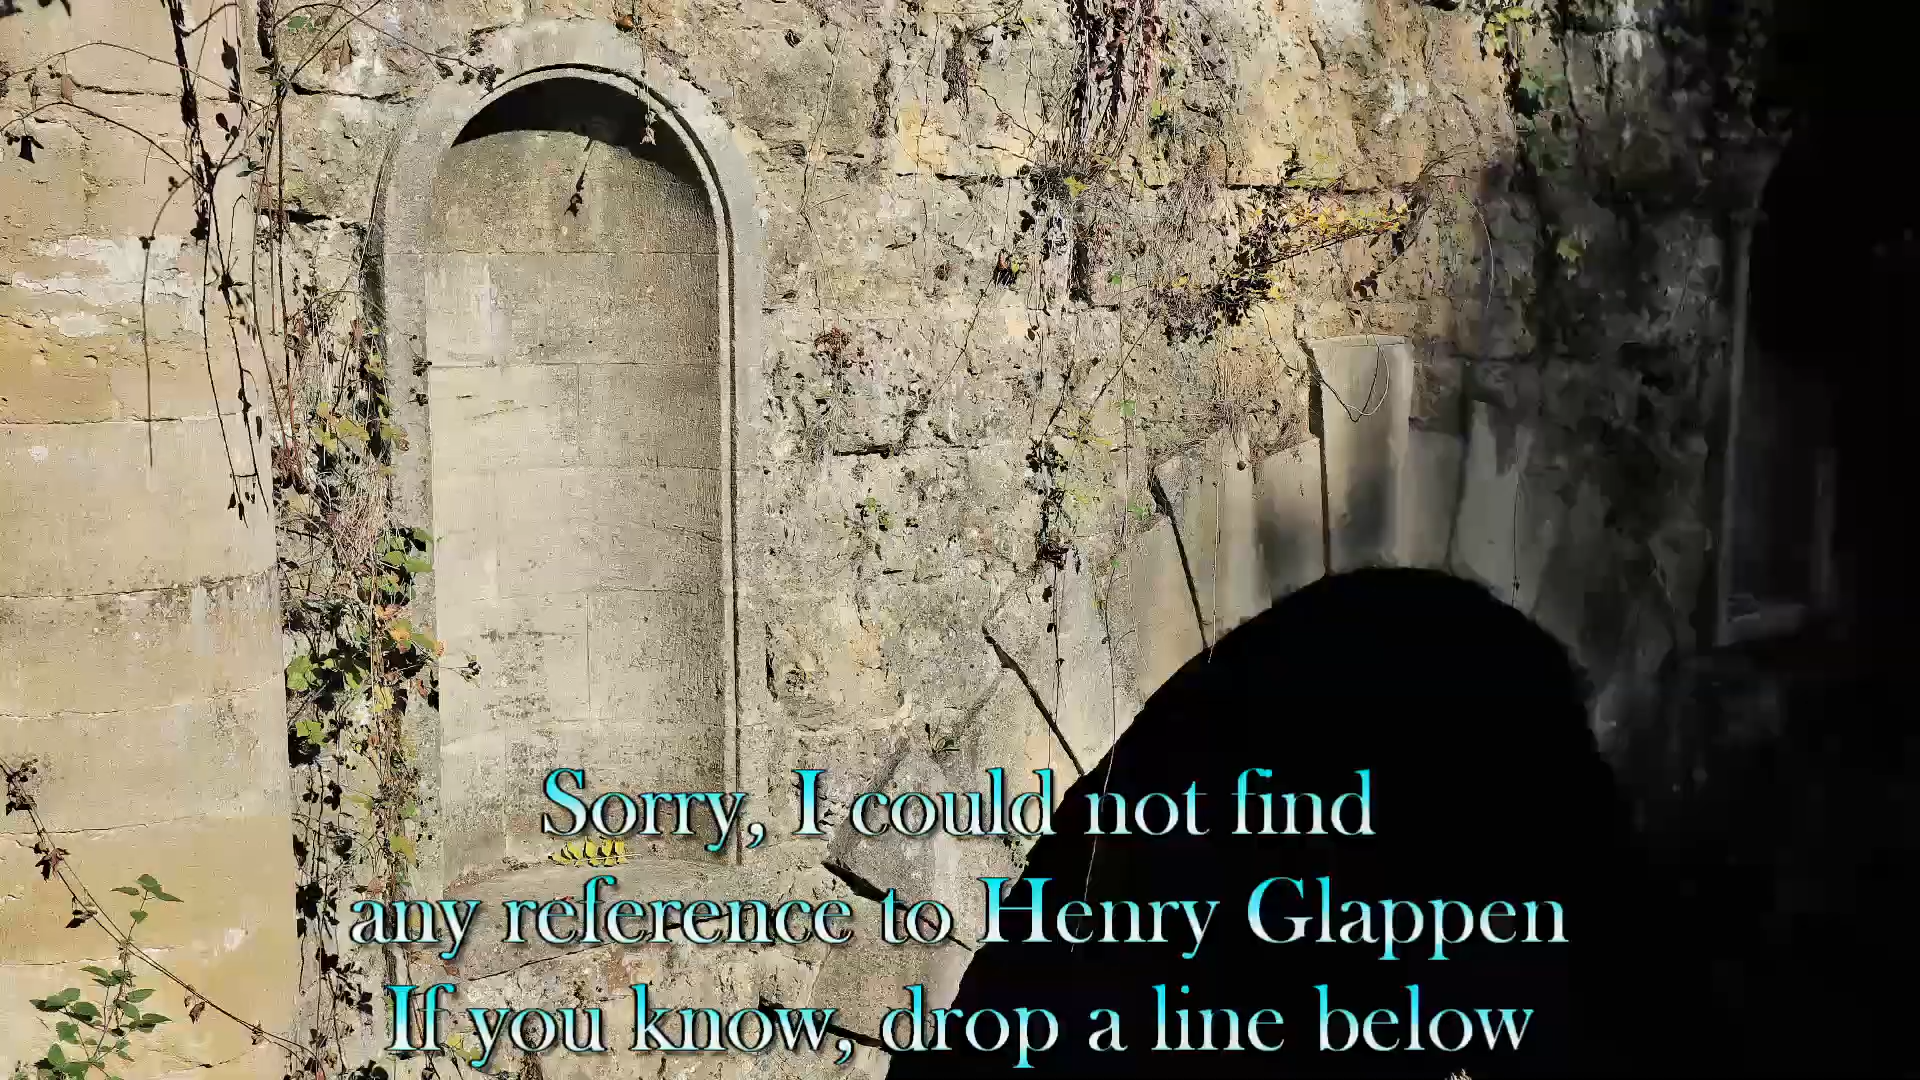 Sorry, I could not find
any reference to Henry Glappen
If you know, drop a line below